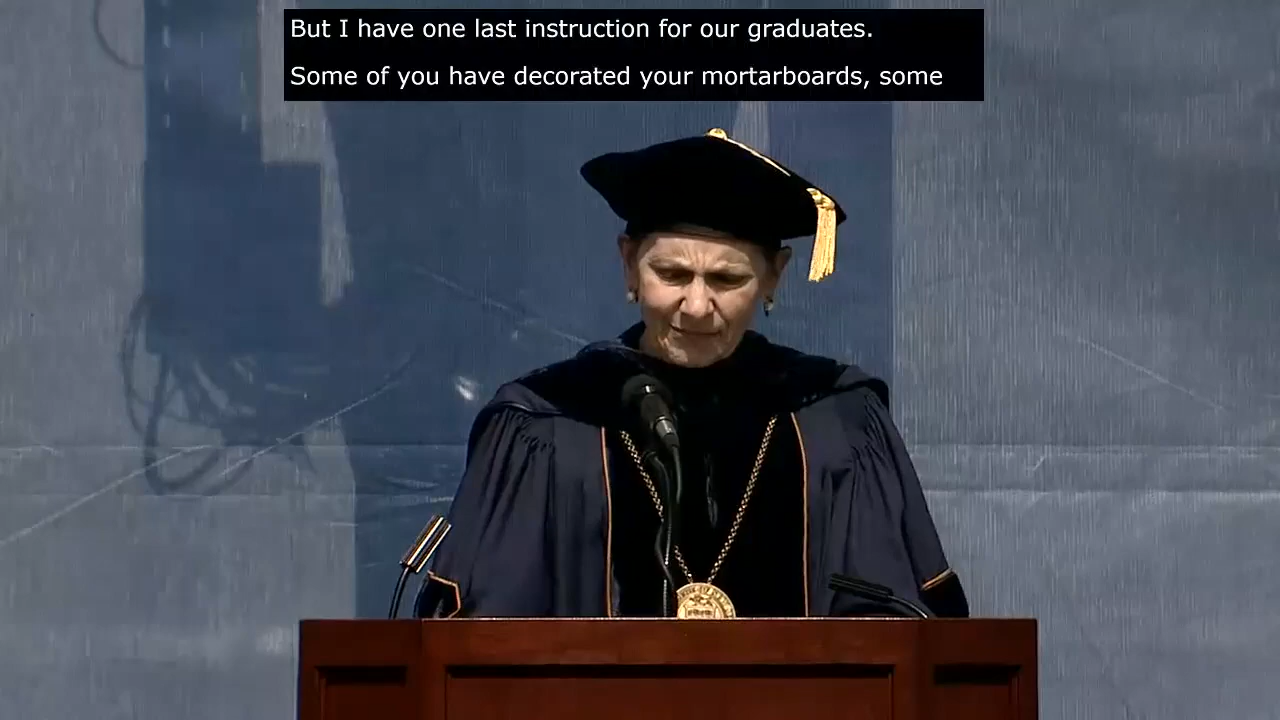 But I have one last instruction for our graduates.
Some of you have decorated your mortarboards, some